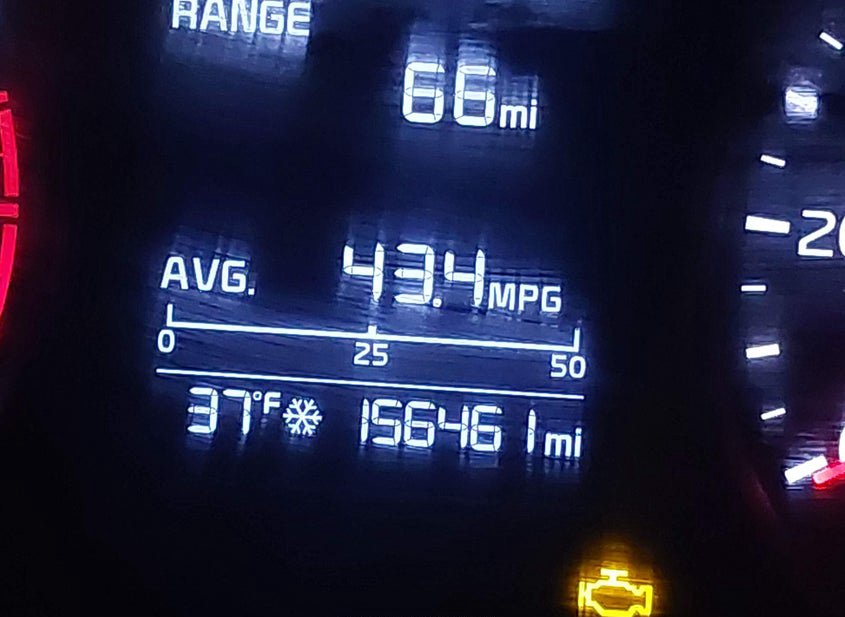 RANGE
66mi
AVG. 43.4MPG
0 25 50
37°F 156461mi